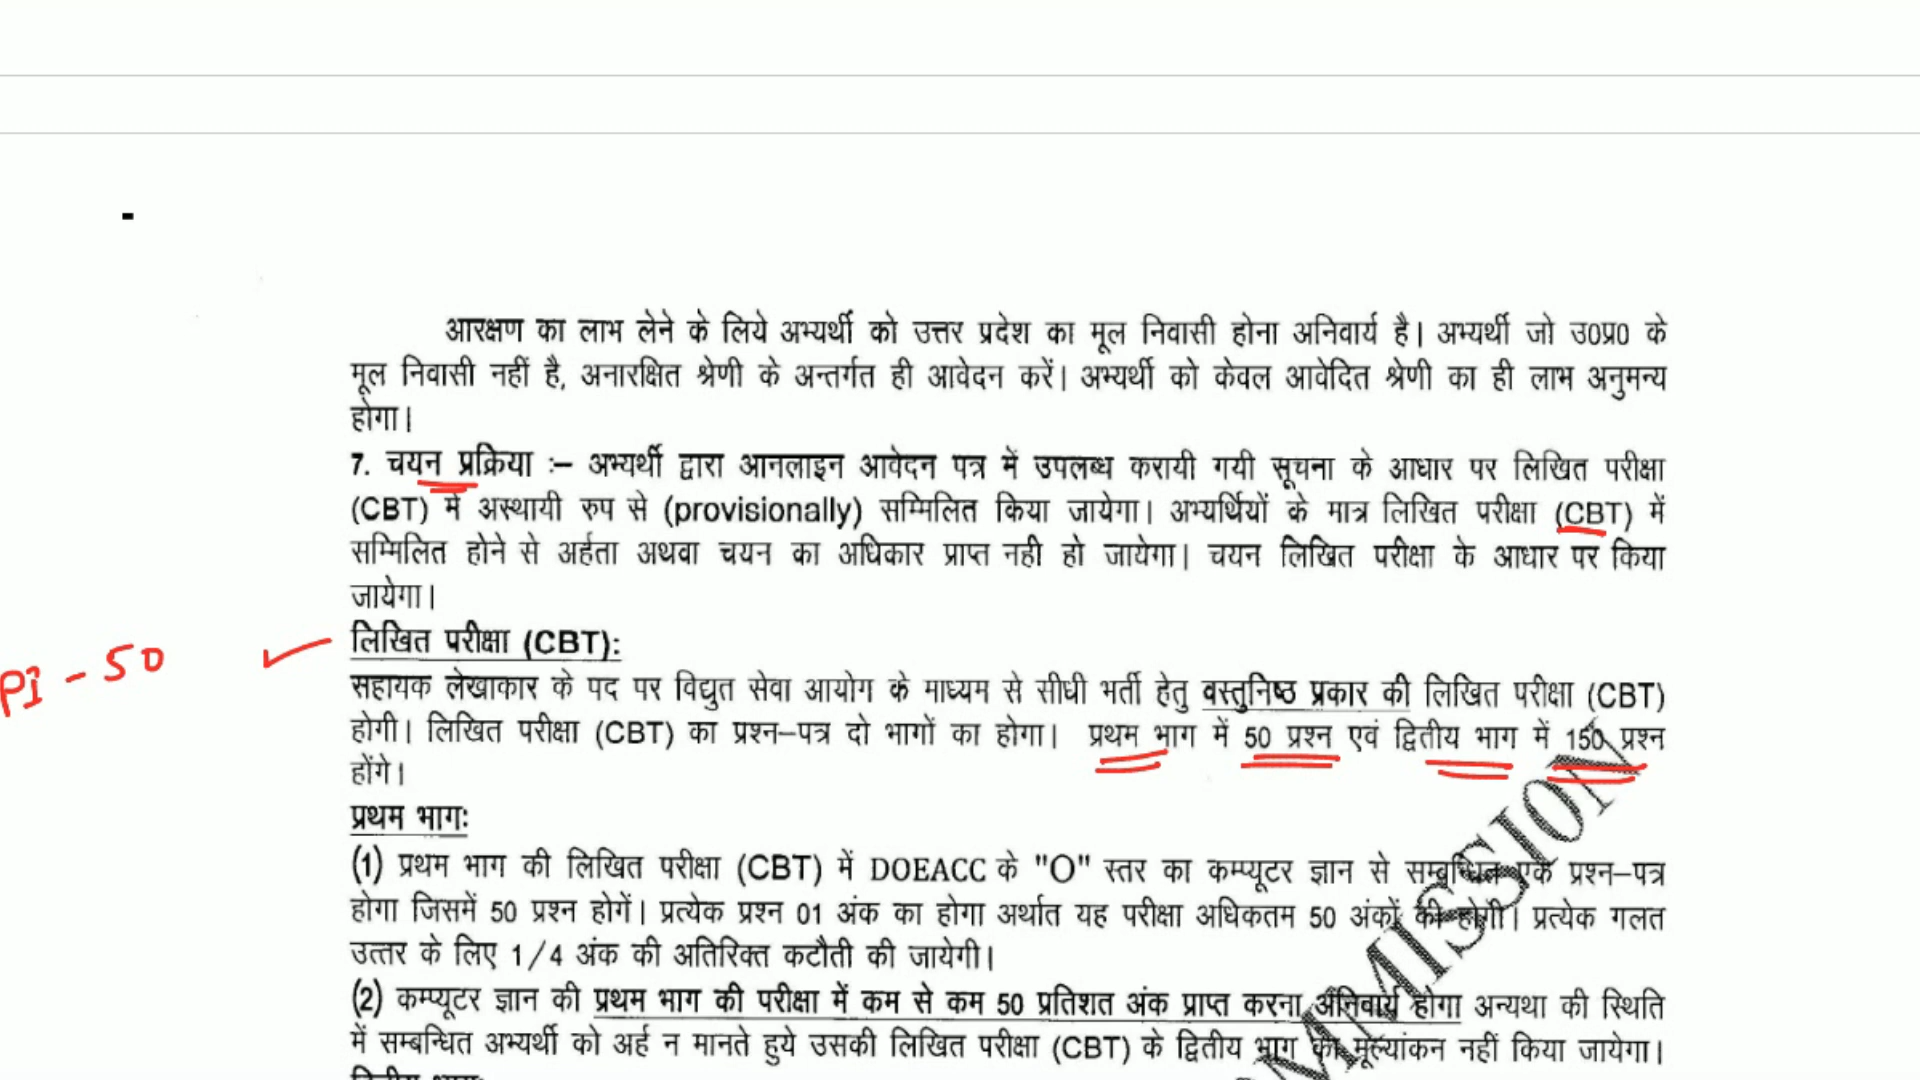 -
आरक्षण का लाभ लेने के लिये अभ्यर्थी को उत्तर प्रदेश का मूल निवासी होना अनिवार्य है। अभ्यर्थी जो उ0प्र0 के
मूल निवासी नहीं है, अनारक्षित श्रेणी के अन्तर्गत ही आवेदन करें। अभ्यर्थी को केवल आवेदित श्रेणी का ही लाभ अनुमन्य
होगा।
7. चयन प्रक्रिया :– अभ्यर्थी द्वारा आनलाइन आवेदन पत्र में उपलब्ध करायी गयी सूचना के आधार पर लिखित परीक्षा
(CBT) में अस्थायी रुप से (provisionally) सम्मिलित किया जायेगा। अभ्यर्थियों के मात्र लिखित परीक्षा (CBT) में
सम्मिलित होने से अर्हता अथवा चयन का अधिकार प्राप्त नही हो जायेगा। चयन लिखित परीक्षा के आधार पर किया
जायेगा।
लिखित परीक्षा (CBT):
PI - 50
सहायक लेखाकार के पद पर विद्युत सेवा आयोग के माध्यम से सीधी भर्ती हेतु वस्तुनिष्ठ प्रकार की लिखित परीक्षा (CBT)
होगी। लिखित परीक्षा (CBT) का प्रश्न–पत्र दो भागों का होगा। प्रथम भाग में 50 प्रश्न एवं द्वितीय भाग में 150 प्रश्न
होंगे।
प्रथम भागः
(1) प्रथम भाग की लिखित परीक्षा (CBT) में DOEACC के "O" स्तर का कम्प्यूटर ज्ञान से सम्बन्धित एक प्रश्न–पत्र
होगा जिसमें 50 प्रश्न होगें। प्रत्येक प्रश्न 01 अंक का होगा अर्थात यह परीक्षा अधिकतम 50 अंकों की होगी। प्रत्येक गलत
उत्तर के लिए 1/4 अंक की अतिरिक्त कटौती की जायेगी।
(2) कम्प्यूटर ज्ञान की प्रथम भाग की परीक्षा में कम से कम 50 प्रतिशत अंक प्राप्त करना अनिवार्य होगा अन्यथा की स्थिति
में सम्बन्धित अभ्यर्थी को अर्ह न मानते हुये उसकी लिखित परीक्षा (CBT) के द्वितीय भाग का मूल्यांकन नहीं किया जायेगा।
MMISSION